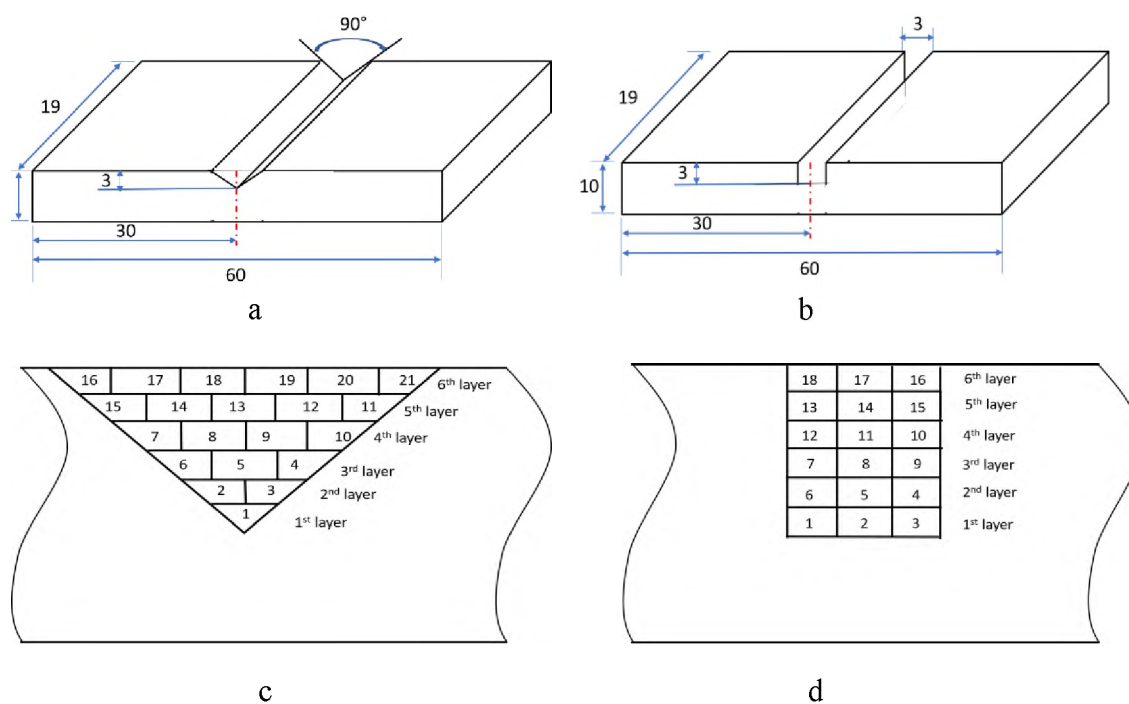 90°
19
3
30
60
a
3
19
3
10
30
60
b
16 17 18 19 20 21 6th layer
15 14 13 12 11 5th layer
7 8 9 10 4th layer
6 5 4 3rd layer
2 3 2nd layer
1 1st layer
c
18 17 16 6th layer
13 14 15 5th layer
12 11 10 4th layer
7 8 9 3rd layer
6 5 4 2nd layer
1 2 3 1st layer
d